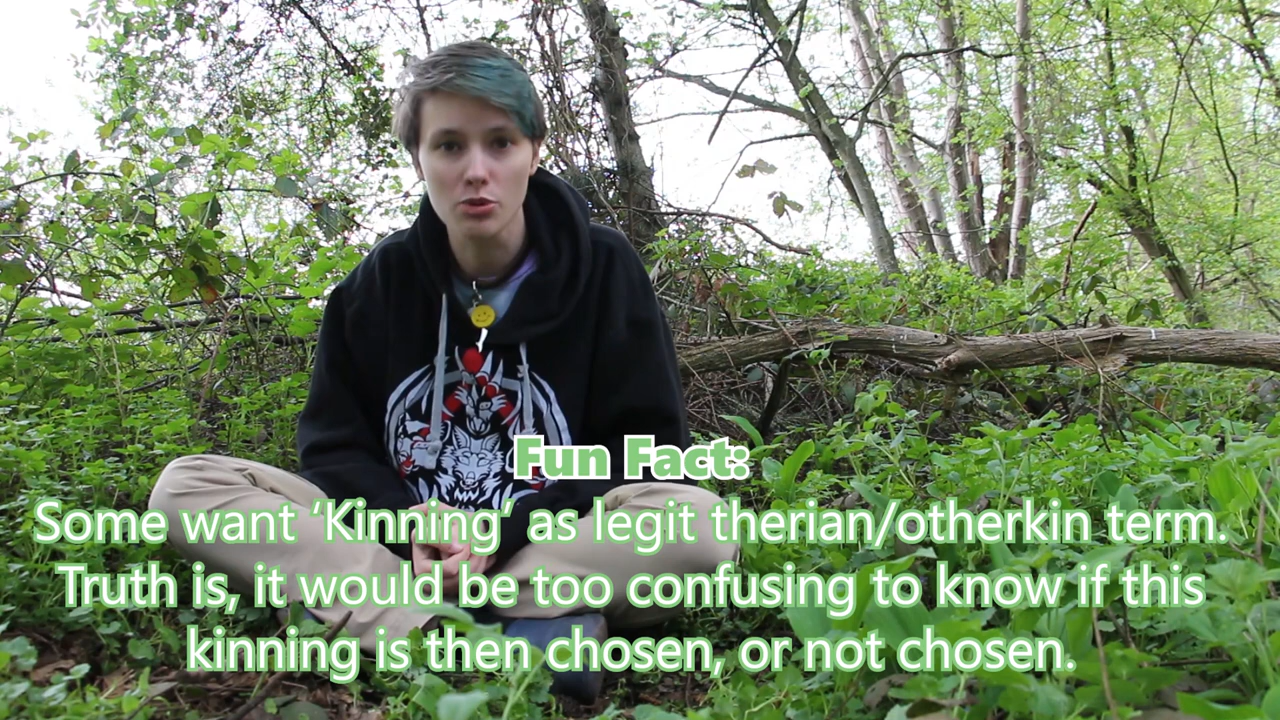 Fun Fact:
Some want ‘Kinning’ as legit therian/otherkin term.
Truth is, it would be too confusing to know if this
kinning is then chosen, or not chosen.